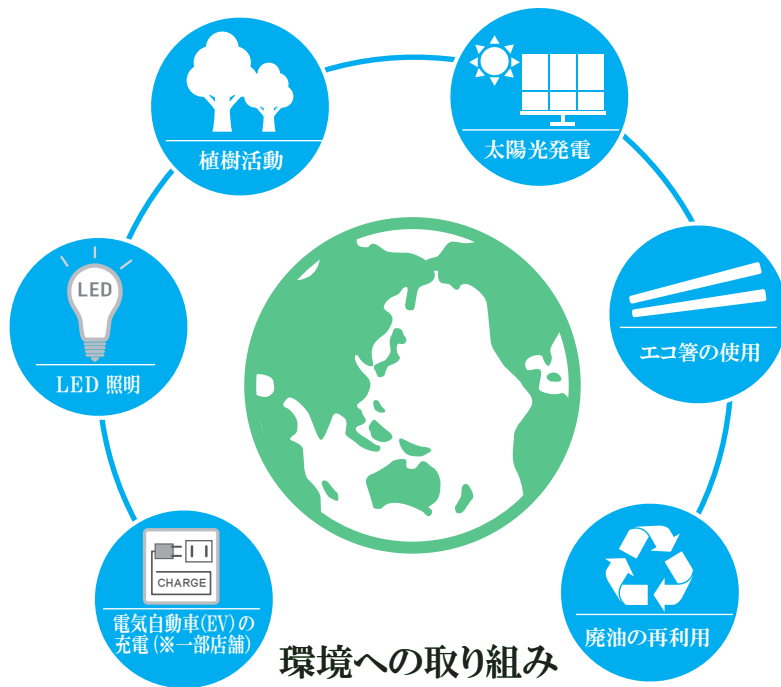 植樹活動
太陽光発電
LED
LED 照明
エコ箸の使用
CHARGE
電気自動車(EV)の
充電(※一部店舗)
廃油の再利用
環境への取り組み